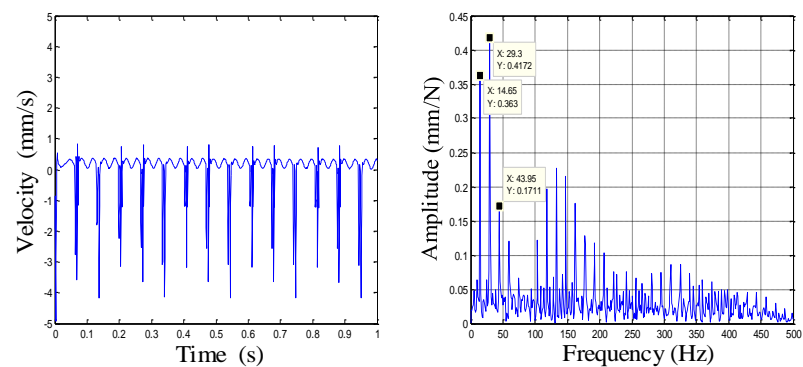 5
4
3
2
1
0
-1
-2
-3
-4
-5
0 0.1 0.2 0.3 0.4 0.5 0.6 0.7 0.8 0.9 1
Velocity (mm/s)
Time (s)
0.45
0.4
0.35
0.3
0.25
0.2
0.15
0.1
0.05
0
0 50 100 150 200 250 300 350 400 450 500
Amplitude (mm/N)
Frequency (Hz)
X: 29.3
Y: 0.4172
X: 14.65
Y: 0.363
X: 43.95
Y: 0.1711